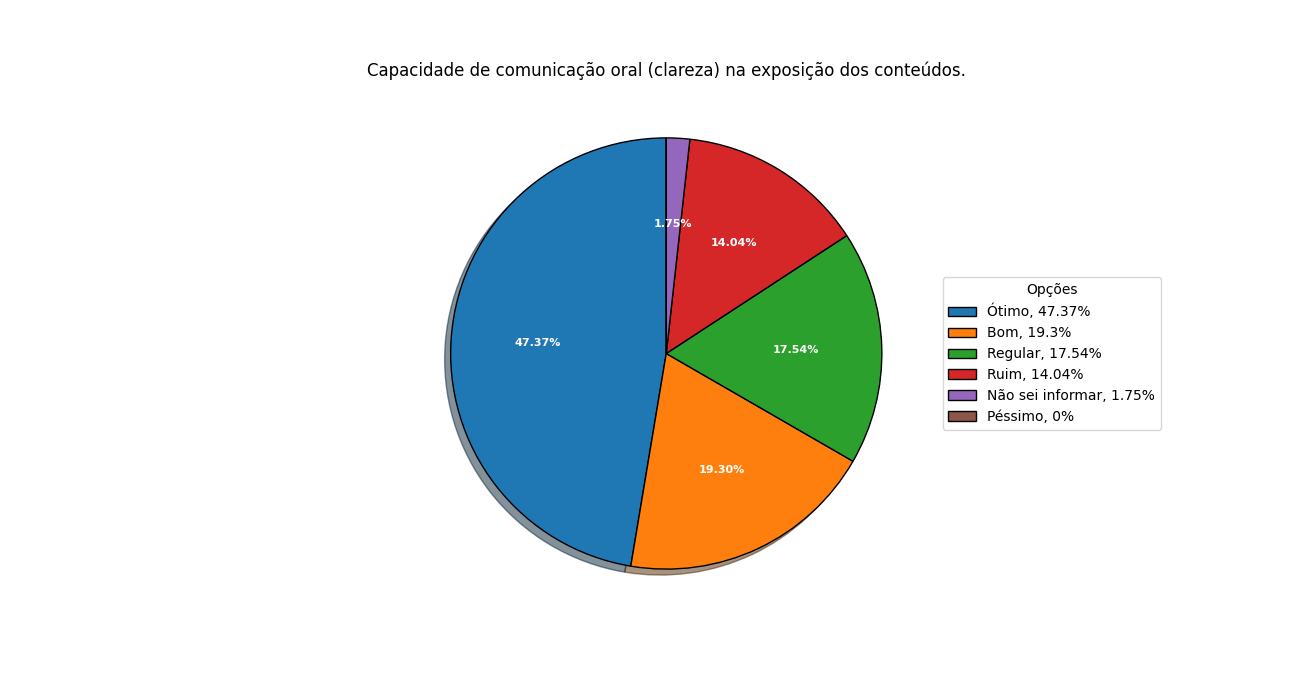 Capacidade de comunicação oral (clareza) na exposição dos conteúdos.
1.75%
14.04%
47.37%
17.54%
19.30%
Opções
Ótimo, 47.37%
Bom, 19.3%
Regular, 17.54%
Ruim, 14.04%
Não sei informar, 1.75%
Péssimo, 0%